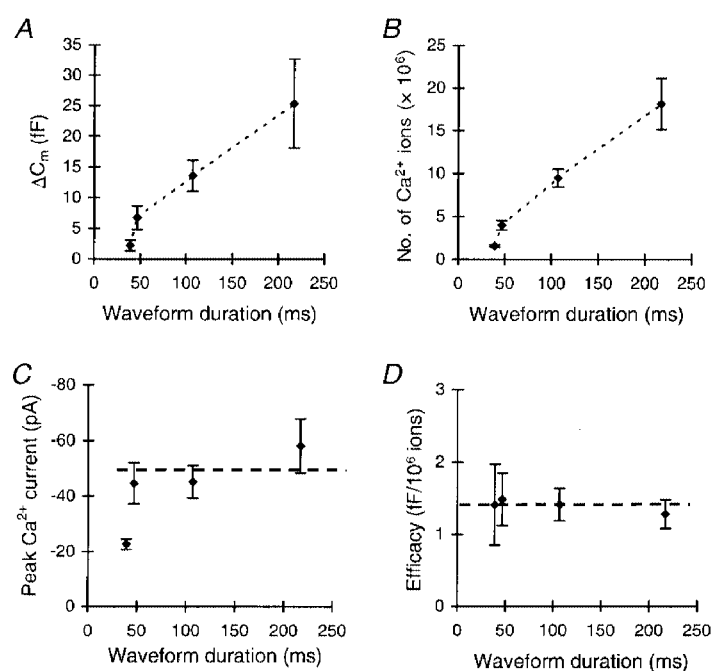 A
ΔCm (fF)
35
30
25
20
15
10
5
0
0 50 100 150 200 250
Waveform duration (ms)
B
No. of Ca2+ ions (× 10⁶)
25
20
15
10
5
0
0 50 100 150 200 250
Waveform duration (ms)
C
Peak Ca2+ current (pA)
-80
-60
-40
-20
0
0 50 100 150 200 250
Waveform duration (ms)
D
Efficacy (fF/10⁶ ions)
3
2
1
0
0 50 100 150 200 250
Waveform duration (ms)